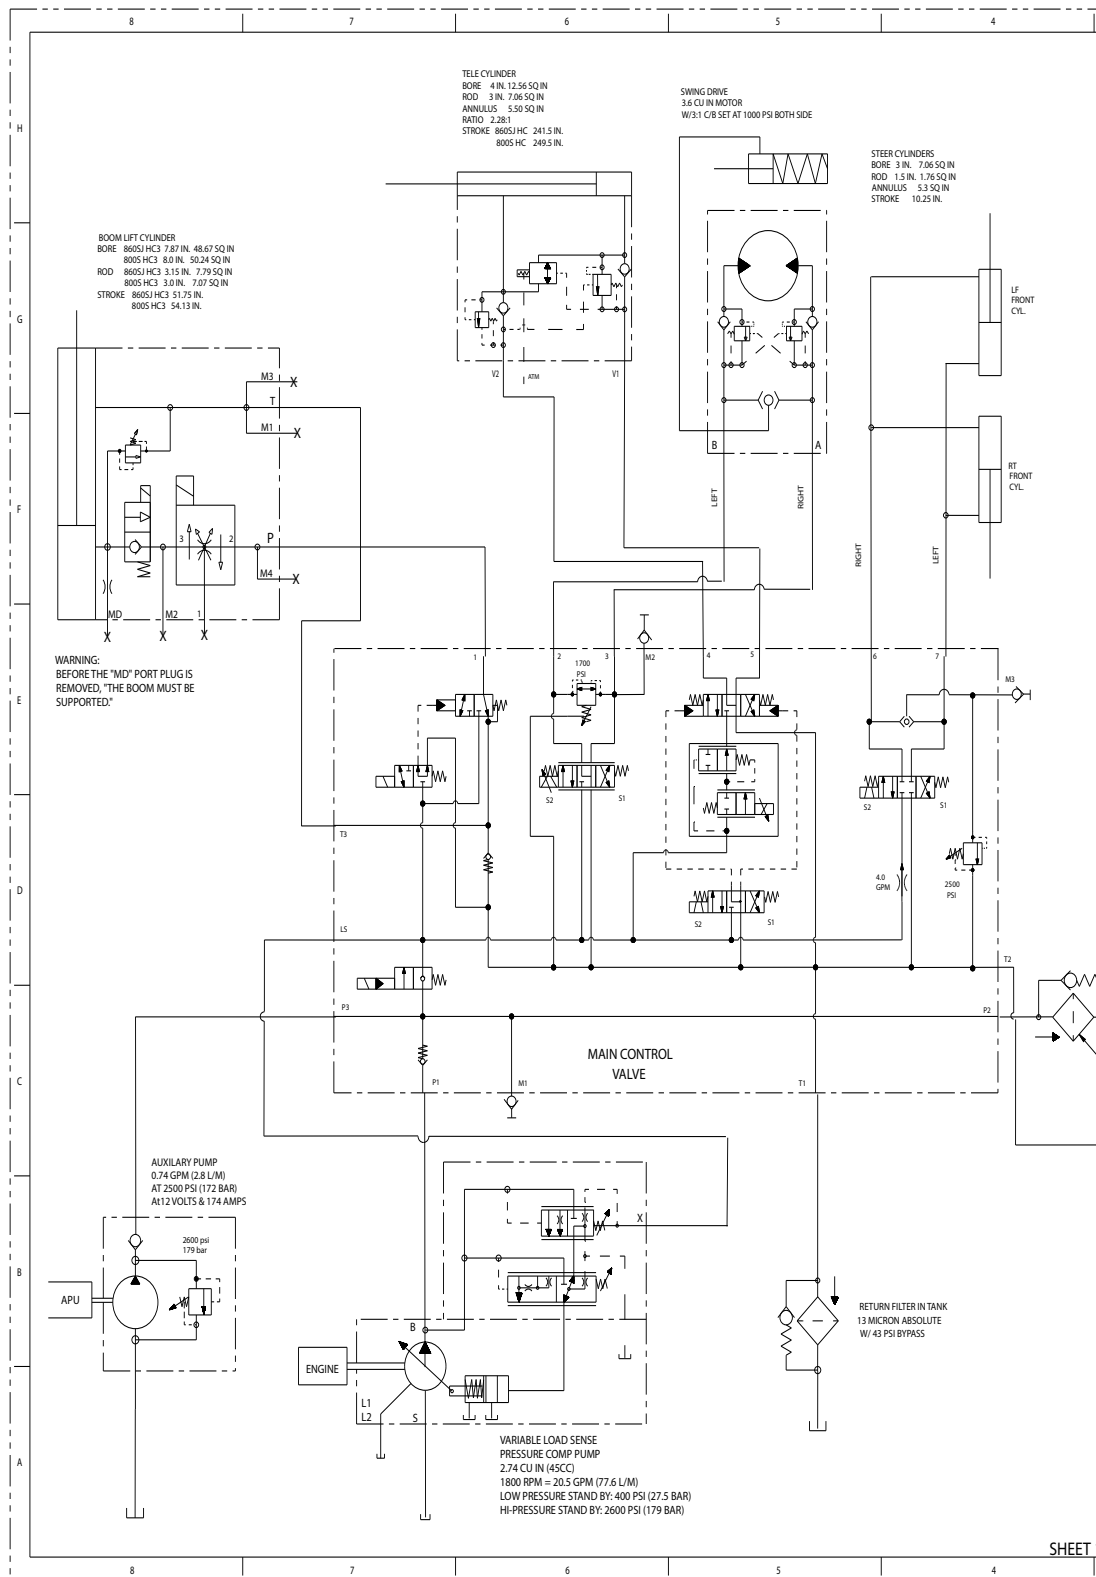 8 7 6 5 4
H
G
F
E
D
C
B
A
TELE CYLINDER
BORE 4 IN. 12.56 SQ IN
ROD 3 IN. 7.06 SQ IN
ANNULUS 5.50 SQ IN
RATIO 2.28:1
STROKE 860SJ HC 241.5 IN.
800S HC 249.5 IN.
SWING DRIVE
3.6 CU IN MOTOR
W/3:1 C/B SET AT 1000 PSI BOTH SIDE
STEER CYLINDERS
BORE 3 IN. 7.06 SQ IN
ROD 1.5 IN. 1.76 SQ IN
ANNULUS 5.3 SQ IN
STROKE 10.25 IN.
BOOM LIFT CYLINDER
BORE 860SJ HC3 7.87 IN. 48.67 SQ IN
800S HC3 8.0 IN. 50.24 SQ IN
ROD 860SJ HC3 3.15 IN. 7.79 SQ IN
800S HC3 3.0 IN. 7.07 SQ IN
STROKE 860SJ HC3 51.75 IN.
800S HC3 54.13 IN.
LF
FRONT
CYL.
V2
ATM
V1
M3
X
T
M1
X
B
A
RT
FRONT
CYL.
LEFT
RIGHT
3
2
P
RIGHT
LEFT
M4
X
MD
M2
1
X
X
X
WARNING:
BEFORE THE "MD" PORT PLUG IS
REMOVED, "THE BOOM MUST BE
SUPPORTED."
1
2
3
M2
4
5
6
7
M3
1700
PSI
S2
S1
S2
S1
T3
4.0
GPM
2500
PSI
S2
S1
LS
T2
P3
P2
MAIN CONTROL
VALVE
P1
M1
T1
AUXILARY PUMP
0.74 GPM (2.8 L/M)
AT 2500 PSI (172 BAR)
At12 VOLTS & 174 AMPS
X
2600 psi
179 bar
APU
RETURN FILTER IN TANK
13 MICRON ABSOLUTE
W/ 43 PSI BYPASS
B
ENGINE
L1
L2
S
VARIABLE LOAD SENSE
PRESSURE COMP PUMP
2.74 CU IN (45CC)
1800 RPM = 20.5 GPM (77.6 L/M)
LOW PRESSURE STAND BY: 400 PSI (27.5 BAR)
HI-PRESSURE STAND BY: 2600 PSI (179 BAR)
SHEET
8 7 6 5 4